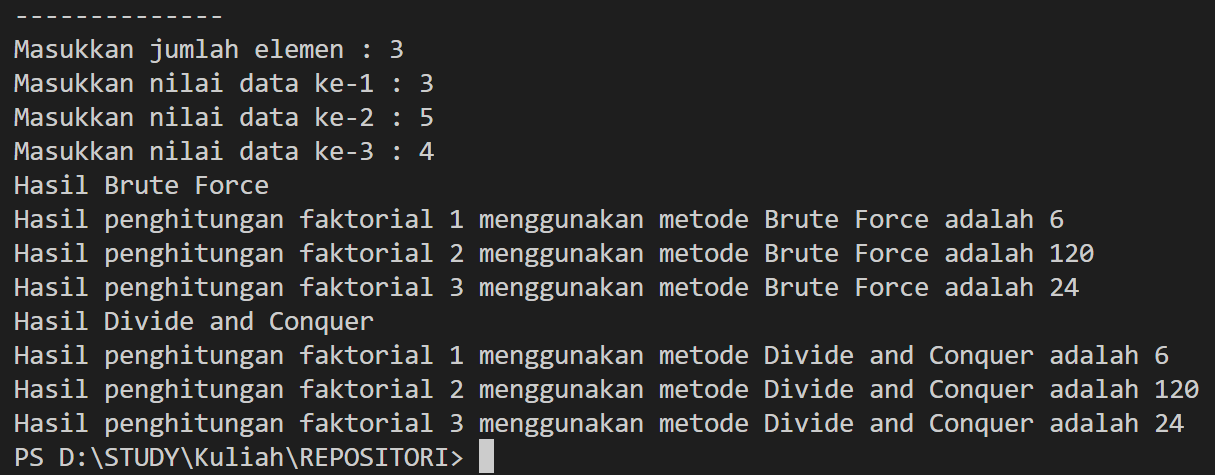 --------------
Masukkan jumlah elemen : 3
Masukkan nilai data ke-1 : 3
Masukkan nilai data ke-2 : 5
Masukkan nilai data ke-3 : 4
Hasil Brute Force
Hasil penghitungan faktorial 1 menggunakan metode Brute Force adalah 6
Hasil penghitungan faktorial 2 menggunakan metode Brute Force adalah 120
Hasil penghitungan faktorial 3 menggunakan metode Brute Force adalah 24
Hasil Divide and Conquer
Hasil penghitungan faktorial 1 menggunakan metode Divide and Conquer adalah 6
Hasil penghitungan faktorial 2 menggunakan metode Divide and Conquer adalah 120
Hasil penghitungan faktorial 3 menggunakan metode Divide and Conquer adalah 24
PS D:\STUDY\Kuliah\REPOSITORI>